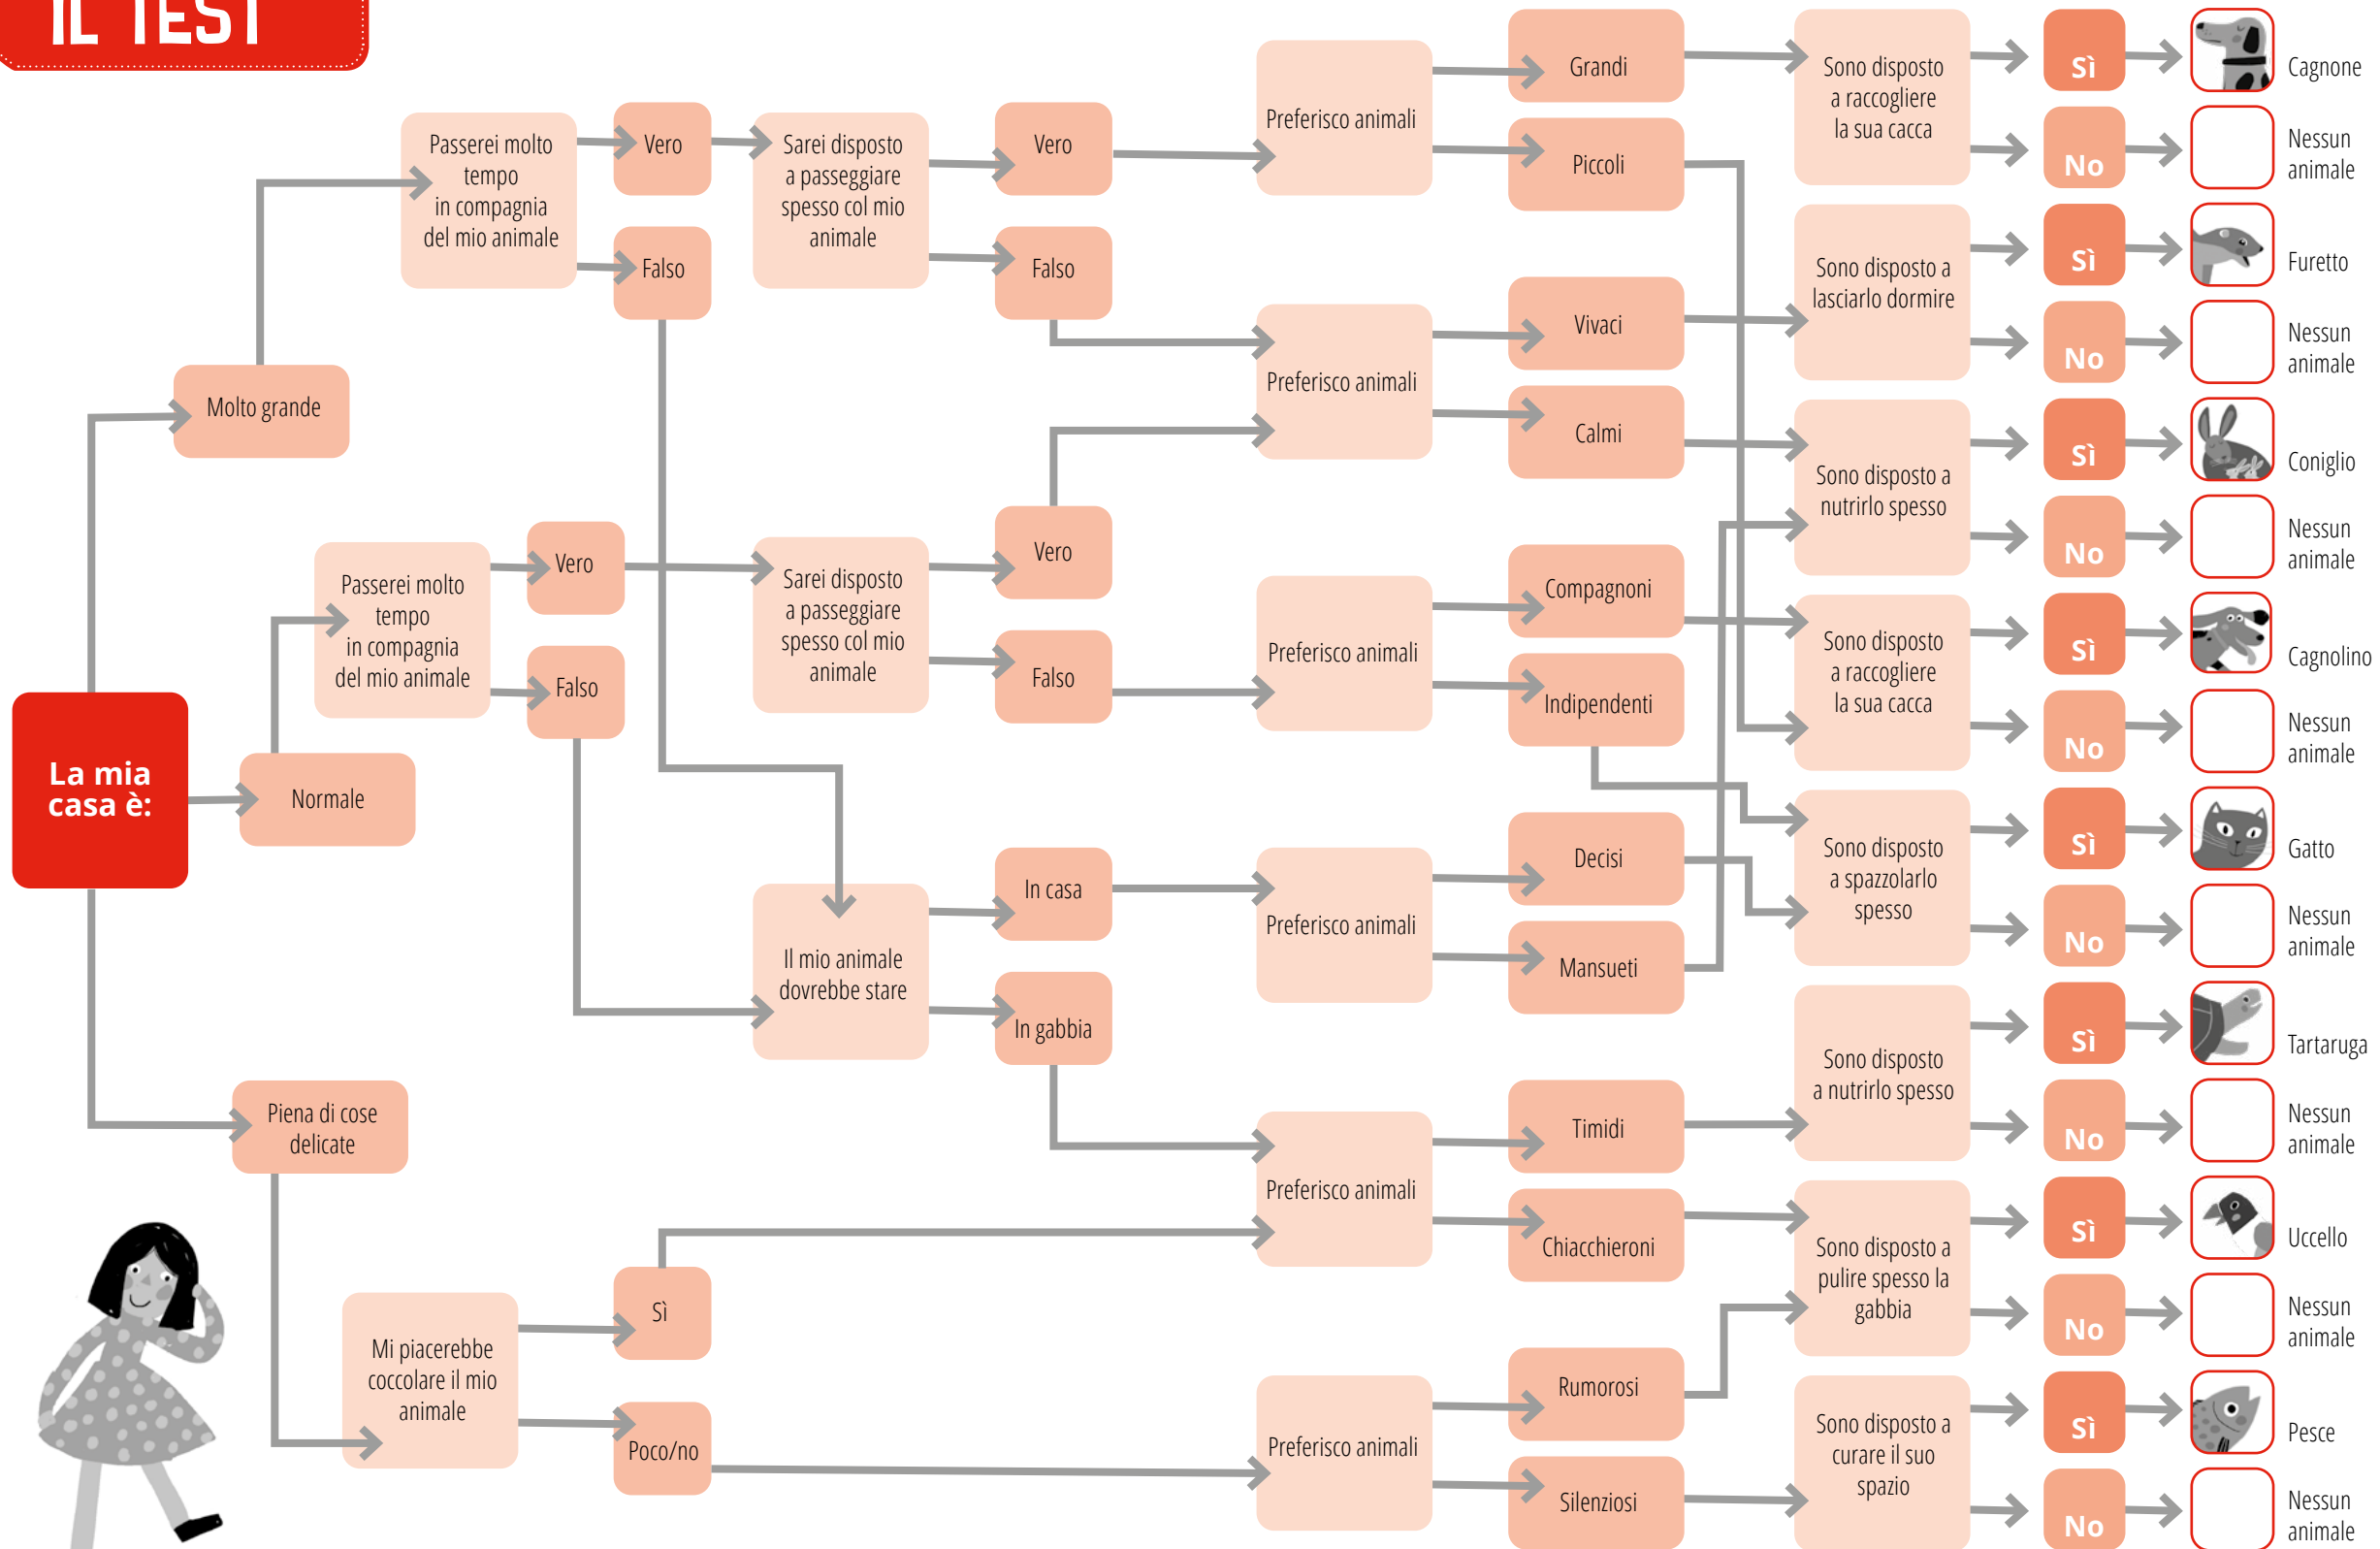 IL TEST
La mia
casa è:
Molto grande
Normale
Piena di cose
delicate
Passerei molto
tempo
in compagnia
del mio animale
Vero
Falso
Passerei molto
tempo
in compagnia
del mio animale
Vero
Falso
Mi piacerebbe
coccolare il mio
animale
Sì
Poco/no
Sarei disposto
a passeggiare
spesso col mio
animale
Vero
Falso
Sarei disposto
a passeggiare
spesso col mio
animale
Vero
Falso
Il mio animale
dovrebbe stare
In casa
In gabbia
Preferisco animali
Grandi
Piccoli
Preferisco animali
Vivaci
Calmi
Preferisco animali
Compagnoni
Indipendenti
Preferisco animali
Decisi
Mansueti
Preferisco animali
Timidi
Chiacchieroni
Preferisco animali
Rumorosi
Silenziosi
Sono disposto
a raccogliere
la sua cacca
Sì
Cagnone
No
Nessun
animale
Sono disposto a
lasciarlo dormire
Sì
Furetto
No
Nessun
animale
Sono disposto a
nutrirlo spesso
Sì
Coniglio
No
Nessun
animale
Sono disposto
a raccogliere
la sua cacca
Sì
Cagnolino
No
Nessun
animale
Sono disposto
a spazzolarlo
spesso
Sì
Gatto
No
Nessun
animale
Sono disposto
a nutrirlo spesso
Sì
Tartaruga
No
Nessun
animale
Sono disposto a
pulire spesso la
gabbia
Sì
Uccello
No
Nessun
animale
Sono disposto a
curare il suo
spazio
Sì
Pesce
No
Nessun
animale